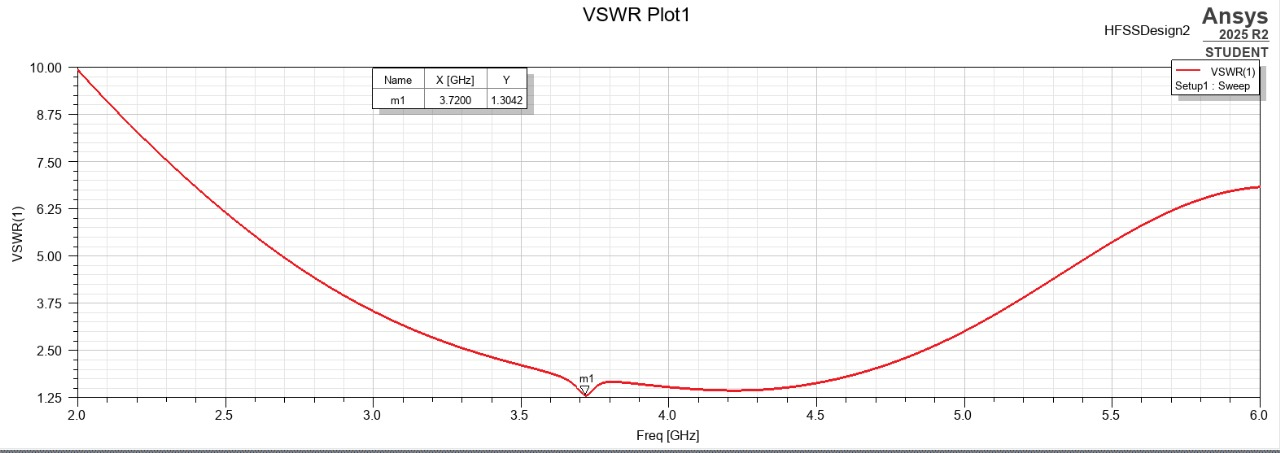 VSWR Plot1
HFSSDesign2
Ansys
2025 R2
STUDENT
Name X [GHz] Y
m1 3.7200 1.3042
VSWR(1)
Setup1 : Sweep
10.00
8.75
7.50
6.25
5.00
3.75
2.50
1.25
VSWR(1)
m1
2.0 2.5 3.0 3.5 4.0 4.5 5.0 5.5 6.0
Freq [GHz]